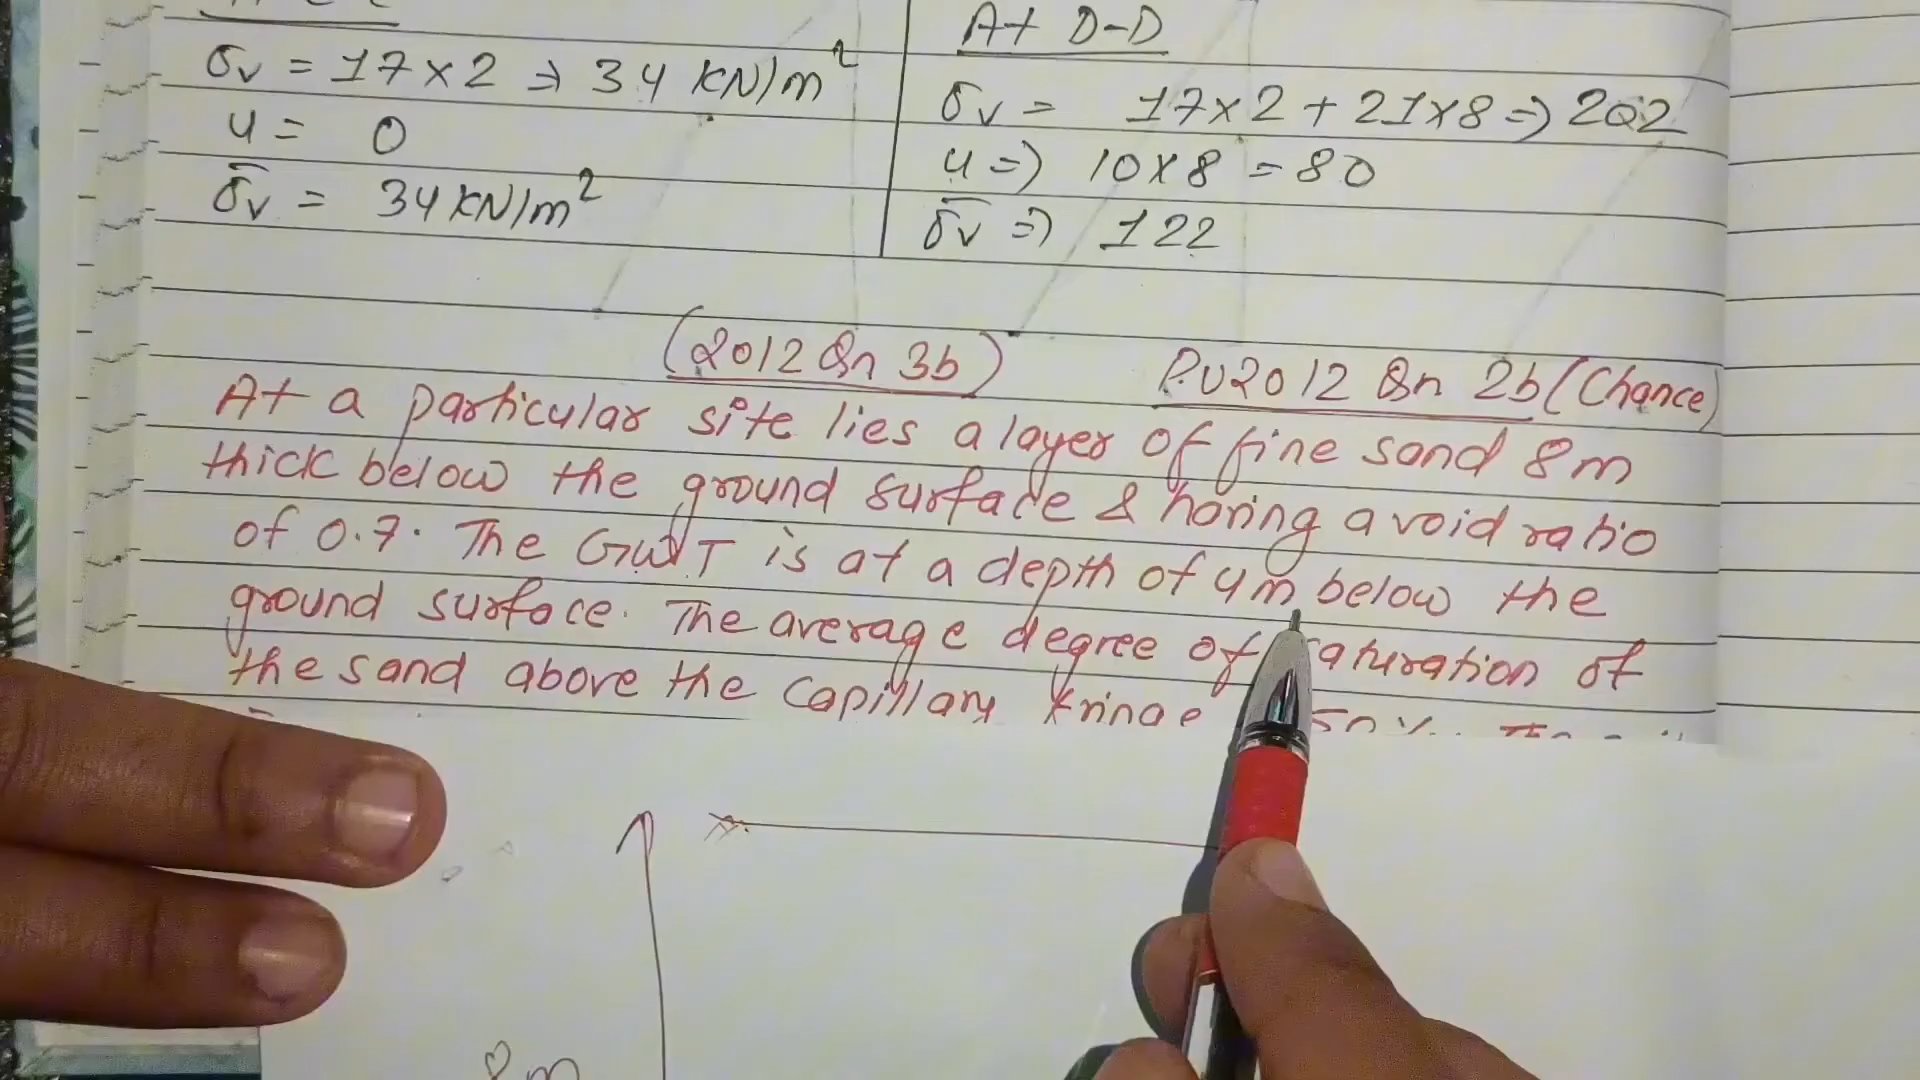 σv = 17×2 ⇒ 34 KN/m²
u = 0
σ̄v = 34 KN/m²
At D-D
σv = 17×2 + 21×8 ⇒ 202
u ⇒ 10×8 = 80
σ̄v ⇒ 122
(2012 Qn 3b) P.U 2012 Qn 2b (Chance)
At a particular site lies a layer of fine sand 8m
thick below the ground surface & having a void ratio
of 0.7. The GWT is at a depth of 4m below the
ground surface. The average degree of saturation of
the sand above the capillary fringe 50%.
8m